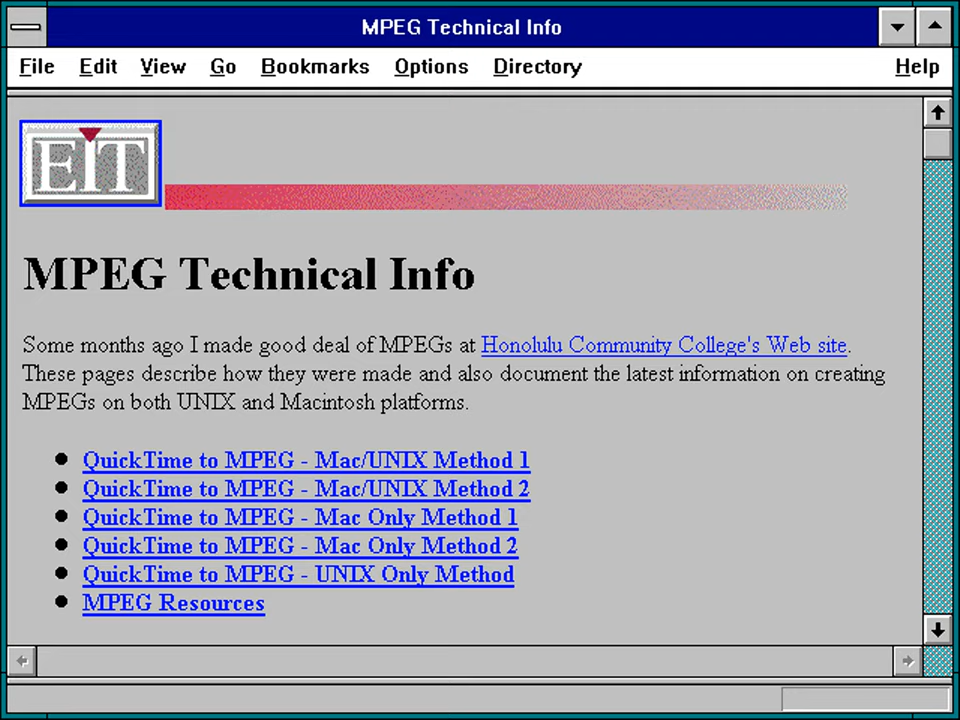 MPEG Technical Info
File Edit View Go Bookmarks Options Directory Help
EIT
MPEG Technical Info
Some months ago I made good deal of MPEGs at Honolulu Community College's Web site.
These pages describe how they were made and also document the latest information on creating
MPEGs on both UNIX and Macintosh platforms.
QuickTime to MPEG - Mac/UNIX Method 1
QuickTime to MPEG - Mac/UNIX Method 2
QuickTime to MPEG - Mac Only Method 1
QuickTime to MPEG - Mac Only Method 2
QuickTime to MPEG - UNIX Only Method
MPEG Resources